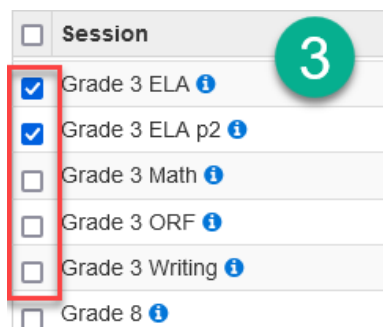 Session
3
Grade 3 ELA
Grade 3 ELA p2
Grade 3 Math
Grade 3 ORF
Grade 3 Writing
Grade 8